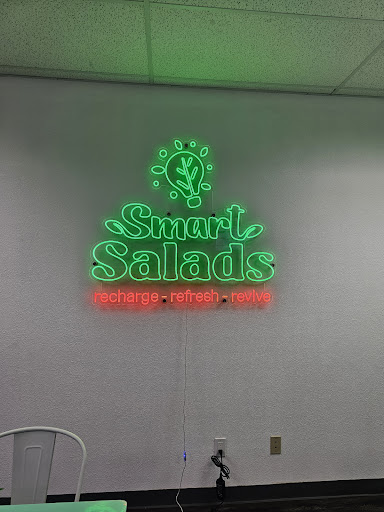 Smart
Salads
recharge - refresh - revive